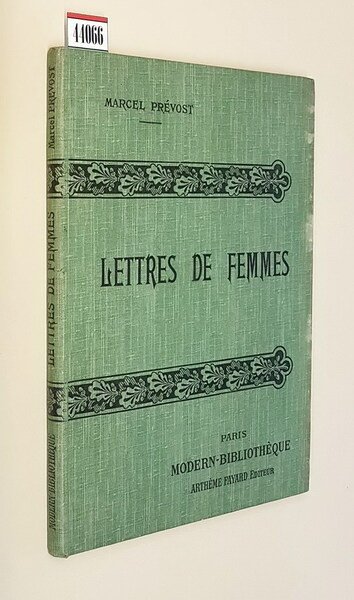 44066
MARCEL PRÉVOST
LETTRES DE FEMMES
PARIS
MODERN-BIBLIOTHÈQUE
ARTHÈME FAYARD ÉDITEUR
Marcel PRÉVOST
LETTRES DE FEMMES
MODERN-BIBLIOTHÈQUE